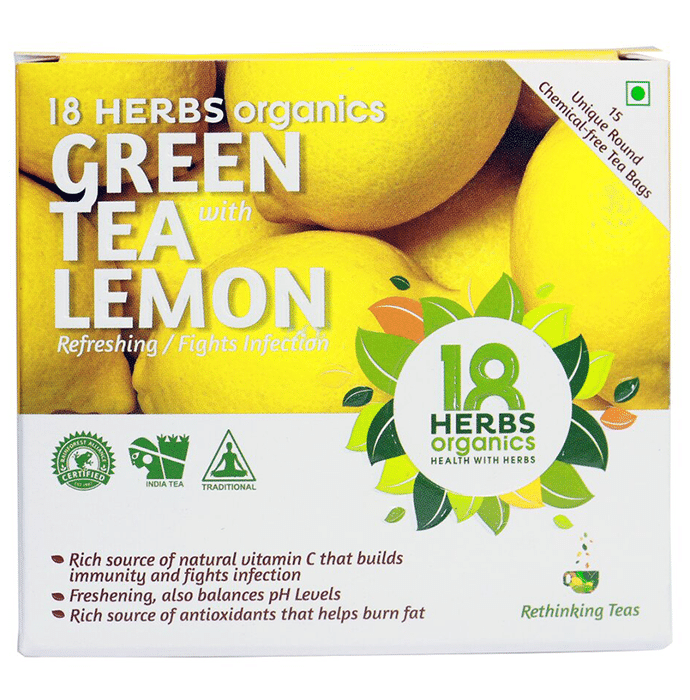 18 HERBS organics
GREEN
TEA with
LEMON
Refreshing / Fights Infection
15
Unique Round
Chemical-free Tea Bags
18
HERBS
organics
HEALTH WITH HERBS
RAINFOREST ALLIANCE
CERTIFIED
INDIA TEA
TRADITIONAL
Rich source of natural vitamin C that builds
immunity and fights infection
Freshening, also balances pH Levels
Rich source of antioxidants that helps burn fat
Rethinking Teas